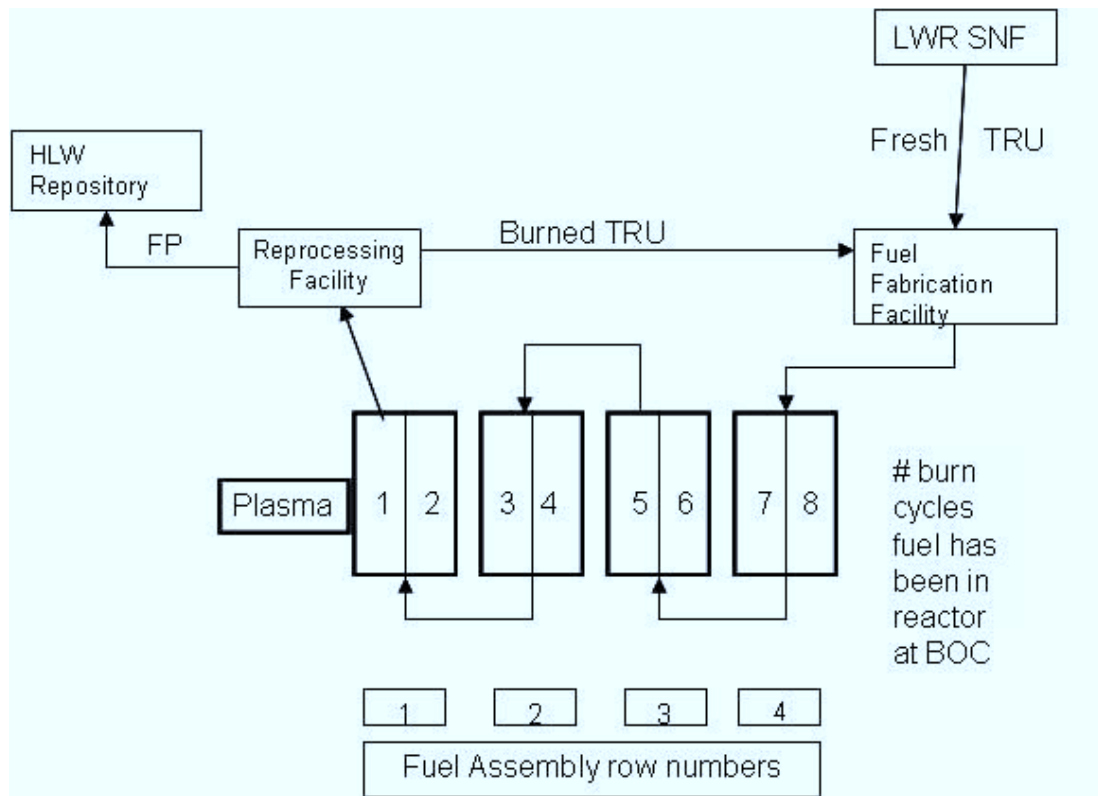 LWR SNF
Fresh TRU
HLW
Repository
FP
Reprocessing
Facility
Burned TRU
Fuel
Fabrication
Facility
Plasma
1 2 3 4 5 6 7 8
# burn
cycles
fuel has
been in
reactor
at BOC
1 2 3 4
Fuel Assembly row numbers